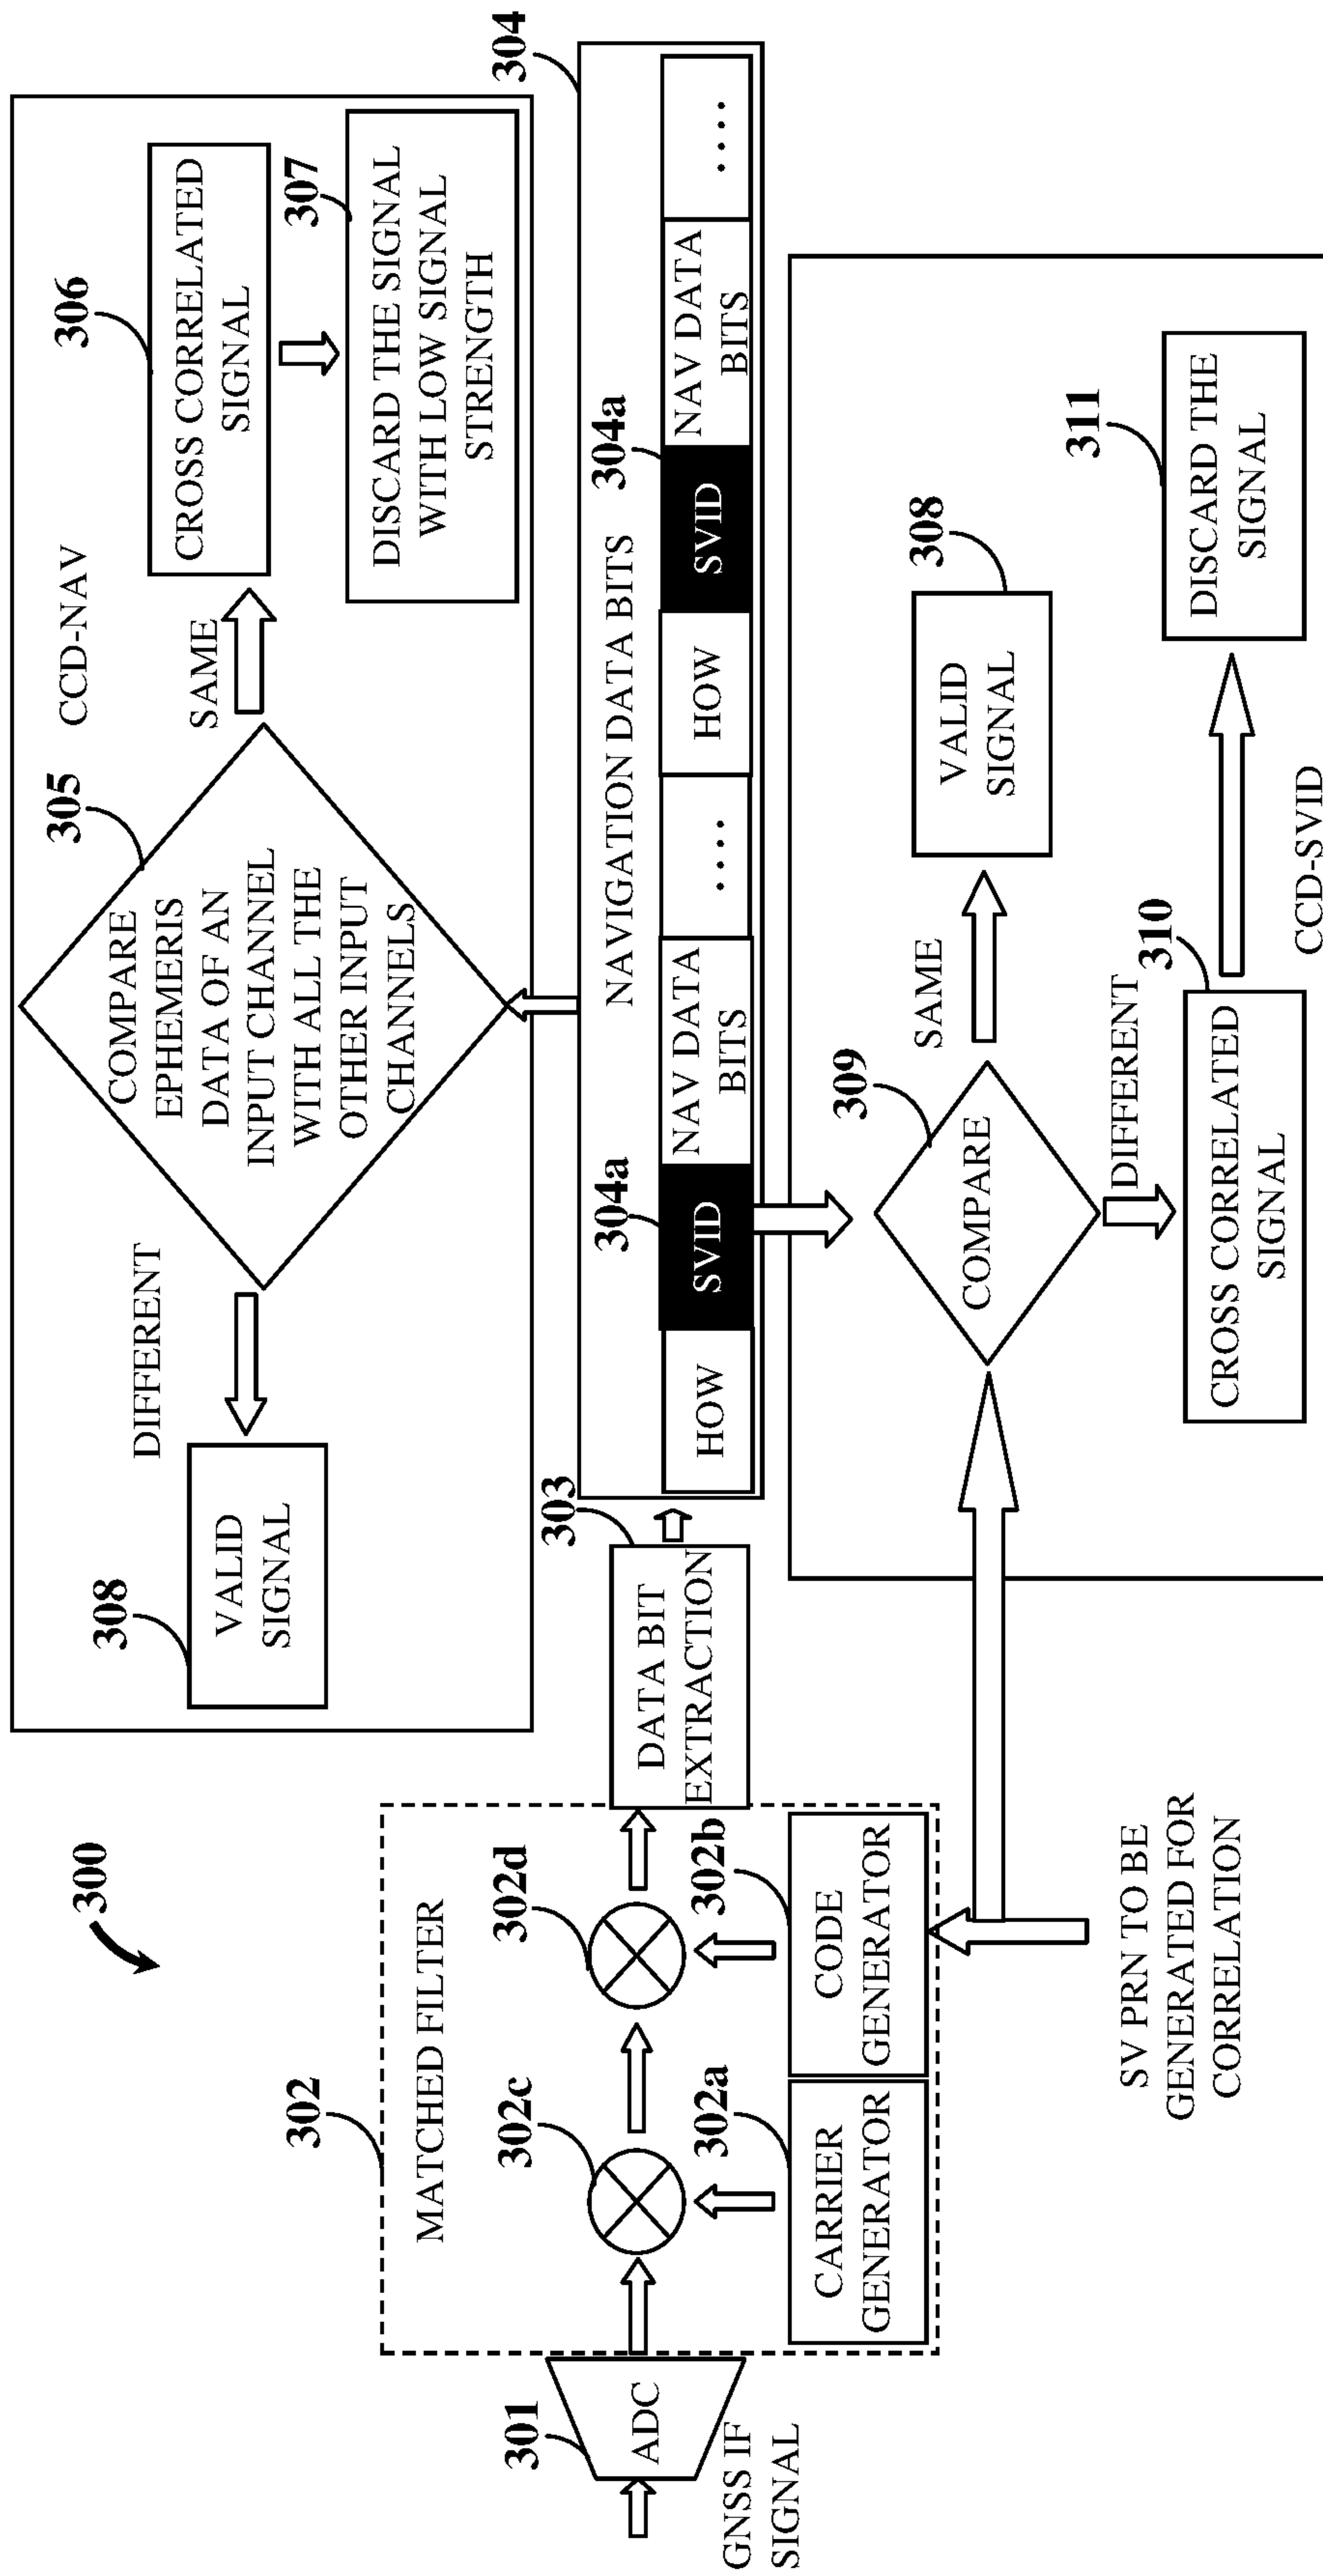 300
308
VALID
SIGNAL
DIFFERENT
305
COMPARE
EPHEMERIS
DATA OF AN
INPUT CHANNEL
WITH ALL THE
OTHER INPUT
CHANNELS
SAME
CCD-NAV
306
CROSS CORRELATED
SIGNAL
307
DISCARD THE SIGNAL
WITH LOW SIGNAL
STRENGTH
301
ADC
GNSS IF
SIGNAL
302
MATCHED FILTER
302c
302d
302a
302b
CARRIER
GENERATOR
CODE
GENERATOR
303
DATA BIT
EXTRACTION
304
NAVIGATION DATA BITS
304a
304a
HOW
SVID
NAV DATA
BITS
....
HOW
SVID
NAV DATA
BITS
....
SV PRN TO BE
GENERATED FOR
CORRELATION
309
COMPARE
SAME
308
VALID
SIGNAL
DIFFERENT
310
CROSS CORRELATED
SIGNAL
311
DISCARD THE
SIGNAL
CCD-SVID